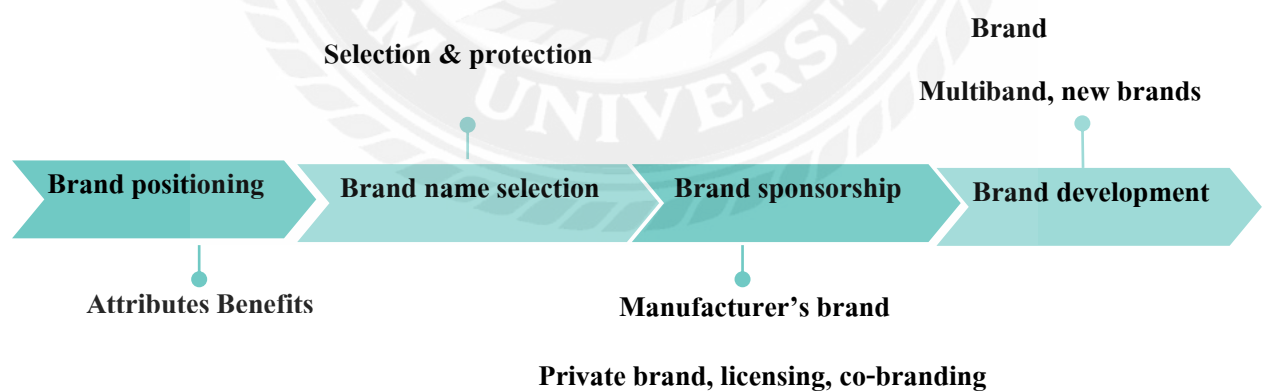 Brand
Selection & protection
Multiband, new brands
Brand positioning
Brand name selection
Brand sponsorship
Brand development
Attributes Benefits
Manufacturer's brand
Private brand, licensing, co-branding
UNIVERSI